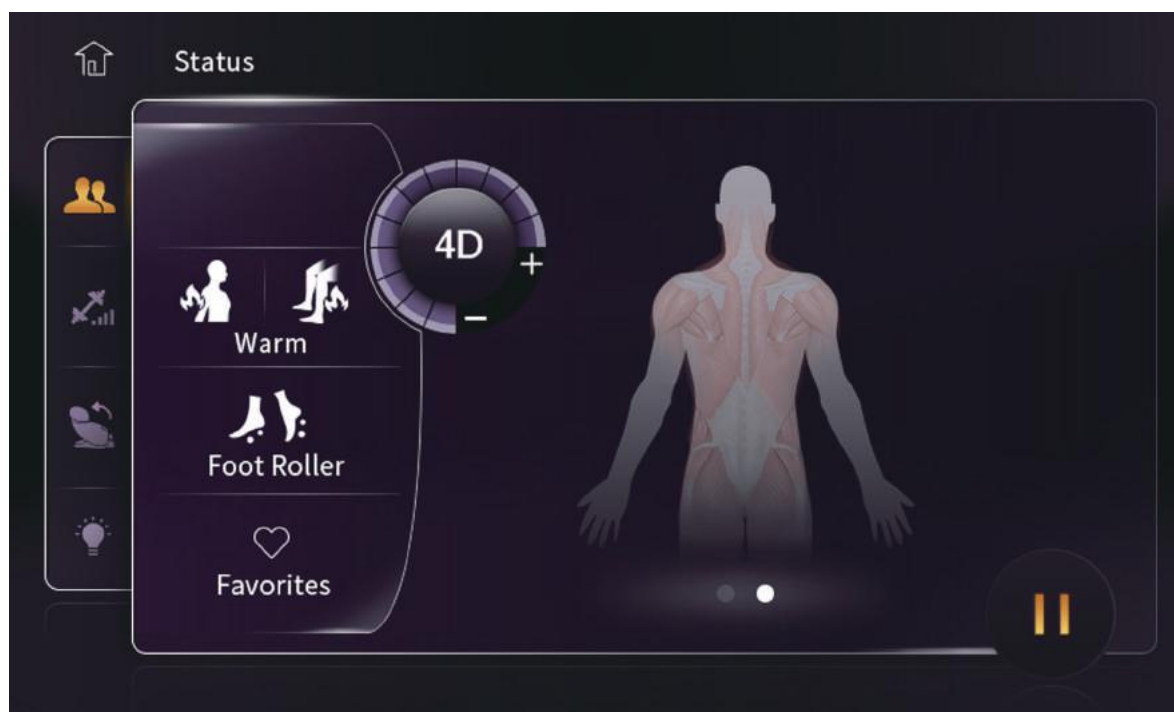 Status
4D
+
−
Warm
Foot Roller
Favorites